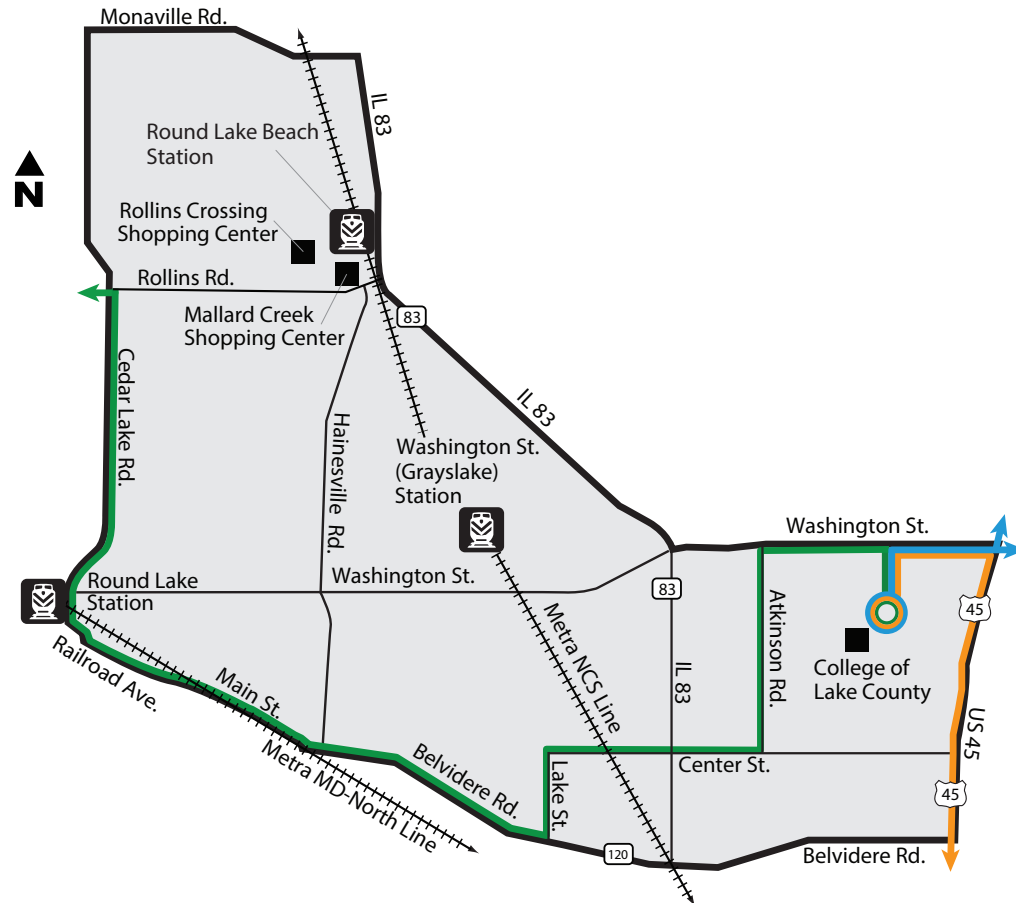 Monaville Rd.
IL 83
Round Lake Beach
Station
N
Rollins Crossing
Shopping Center
Rollins Rd.
Mallard Creek
Shopping Center
83
Cedar Lake Rd.
Hainesville Rd.
IL 83
Washington St.
(Grayslake)
Station
Washington St.
Round Lake
Station
Washington St.
83
45
Atkinson Rd.
College of
Lake County
Railroad Ave.
Main St.
Metra MD-North Line
Metra NCS Line
IL 83
US 45
Belvidere Rd.
Lake St.
Center St.
45
120
Belvidere Rd.